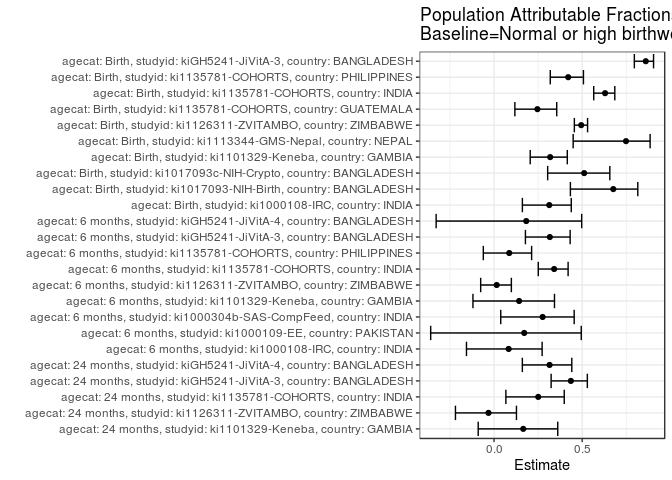 Population Attributable Fraction
Baseline=Normal or high birthw
agecat: Birth, studyid: kiGH5241-JiVitA-3, country: BANGLADESH
agecat: Birth, studyid: ki1135781-COHORTS, country: PHILIPPINES
agecat: Birth, studyid: ki1135781-COHORTS, country: INDIA
agecat: Birth, studyid: ki1135781-COHORTS, country: GUATEMALA
agecat: Birth, studyid: ki1126311-ZVITAMBO, country: ZIMBABWE
agecat: Birth, studyid: ki1113344-GMS-Nepal, country: NEPAL
agecat: Birth, studyid: ki1101329-Keneba, country: GAMBIA
agecat: Birth, studyid: ki1017093c-NIH-Crypto, country: BANGLADESH
agecat: Birth, studyid: ki1017093-NIH-Birth, country: BANGLADESH
agecat: Birth, studyid: ki1000108-IRC, country: INDIA
agecat: 6 months, studyid: kiGH5241-JiVitA-4, country: BANGLADESH
agecat: 6 months, studyid: kiGH5241-JiVitA-3, country: BANGLADESH
agecat: 6 months, studyid: ki1135781-COHORTS, country: PHILIPPINES
agecat: 6 months, studyid: ki1135781-COHORTS, country: INDIA
agecat: 6 months, studyid: ki1126311-ZVITAMBO, country: ZIMBABWE
agecat: 6 months, studyid: ki1101329-Keneba, country: GAMBIA
agecat: 6 months, studyid: ki1000304b-SAS-CompFeed, country: INDIA
agecat: 6 months, studyid: ki1000109-EE, country: PAKISTAN
agecat: 6 months, studyid: ki1000108-IRC, country: INDIA
agecat: 24 months, studyid: kiGH5241-JiVitA-4, country: BANGLADESH
agecat: 24 months, studyid: kiGH5241-JiVitA-3, country: BANGLADESH
agecat: 24 months, studyid: ki1135781-COHORTS, country: INDIA
agecat: 24 months, studyid: ki1126311-ZVITAMBO, country: ZIMBABWE
agecat: 24 months, studyid: ki1101329-Keneba, country: GAMBIA
0.0 0.5
Estimate